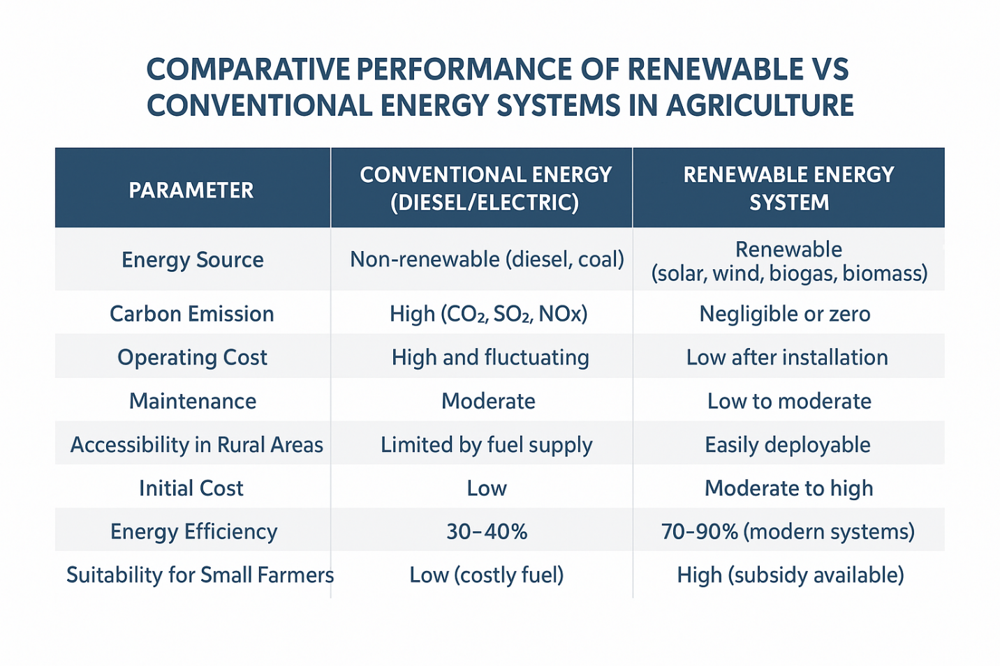 COMPARATIVE PERFORMANCE OF RENEWABLE VS
CONVENTIONAL ENERGY SYSTEMS IN AGRICULTURE
PARAMETER
CONVENTIONAL ENERGY
(DIESEL/ELECTRIC)
RENEWABLE ENERGY
SYSTEM
Energy Source
Non-renewable (diesel, coal)
Renewable
(solar, wind, biogas, biomass)
Carbon Emission
High (CO₂, SO₂, NOx)
Negligible or zero
Operating Cost
High and fluctuating
Low after installation
Maintenance
Moderate
Low to moderate
Accessibility in Rural Areas
Limited by fuel supply
Easily deployable
Initial Cost
Low
Moderate to high
Energy Efficiency
30–40%
70–90% (modern systems)
Suitability for Small Farmers
Low (costly fuel)
High (subsidy available)